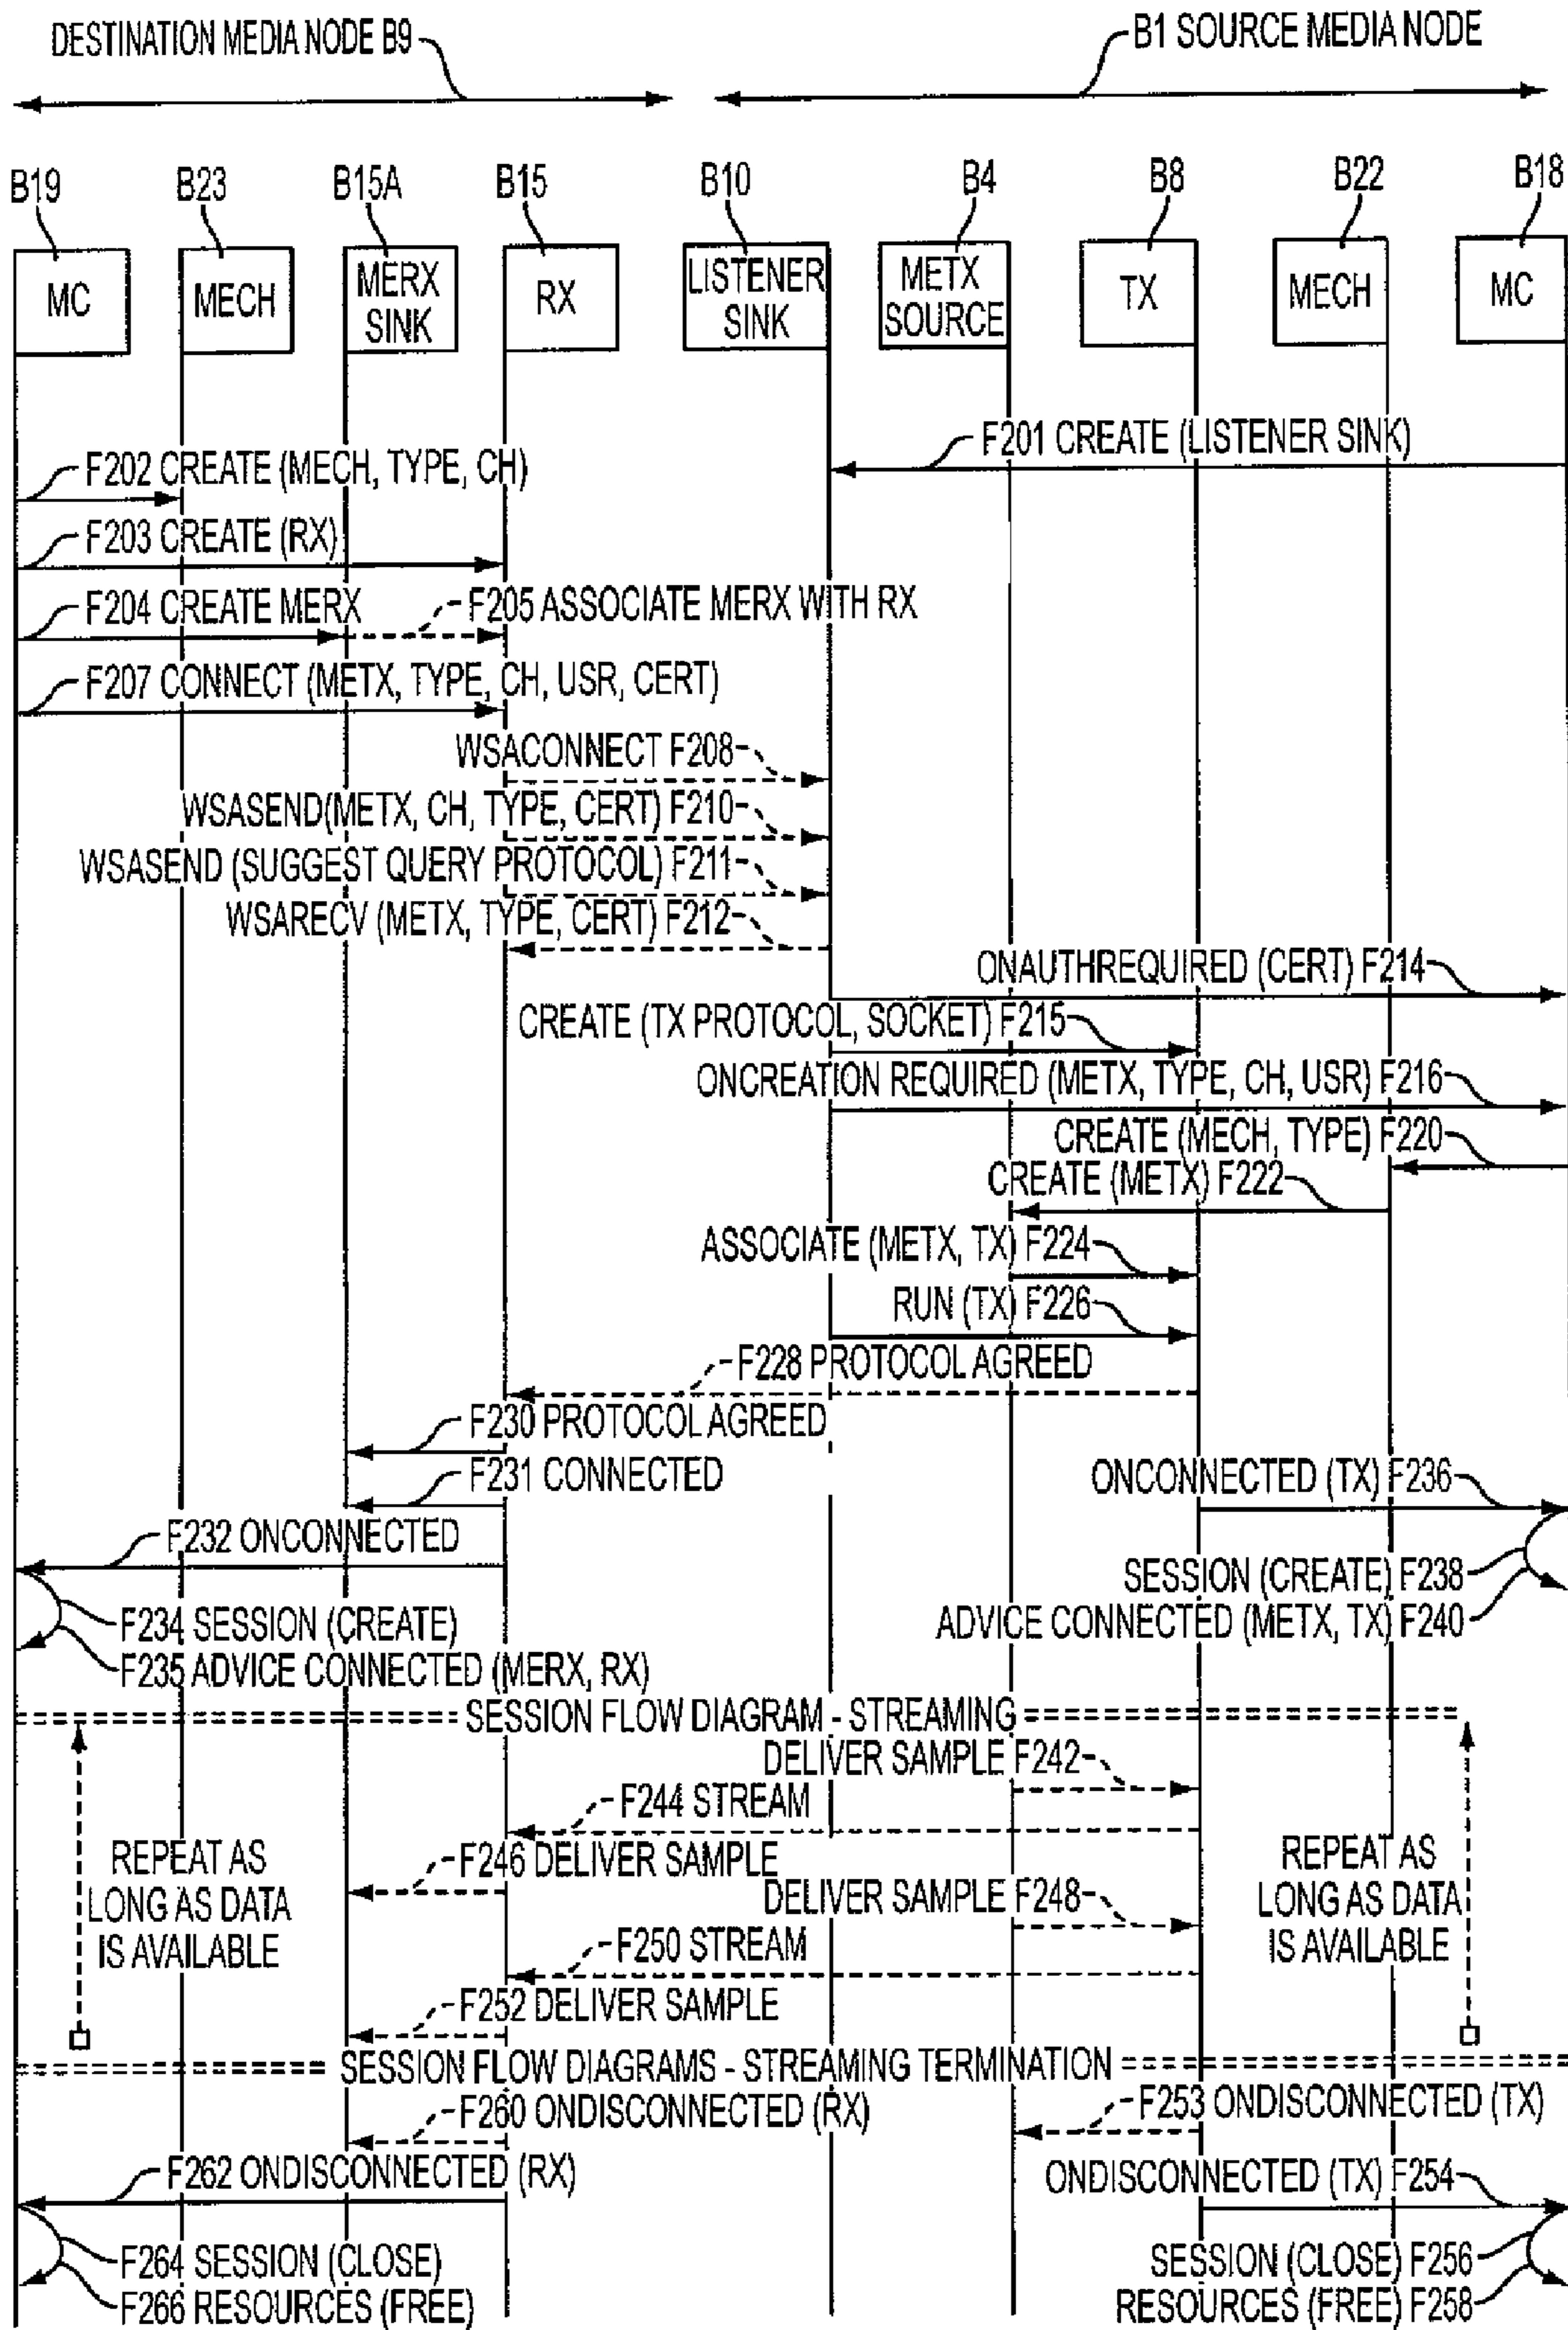 DESTINATION MEDIA NODE B9
B1 SOURCE MEDIA NODE
B19
B23
B15A
B15
B10
B4
B8
B22
B18
MC
MECH
MERX
SINK
RX
LISTENER
SINK
METX
SOURCE
TX
MECH
MC
F201 CREATE (LISTENER SINK)
F202 CREATE (MECH, TYPE, CH)
F203 CREATE (RX)
F204 CREATE MERX
F205 ASSOCIATE MERX WITH RX
F207 CONNECT (METX, TYPE, CH, USR, CERT)
WSACONNECT F208
WSASEND(METX, CH, TYPE, CERT) F210
WSASEND (SUGGEST QUERY PROTOCOL) F211
WSARECV (METX, TYPE, CERT) F212
ONAUTHREQUIRED (CERT) F214
CREATE (TX PROTOCOL, SOCKET) F215
ONCREATION REQUIRED (METX, TYPE, CH, USR) F216
CREATE (MECH, TYPE) F220
CREATE (METX) F222
ASSOCIATE (METX, TX) F224
RUN (TX) F226
F228 PROTOCOL AGREED
F230 PROTOCOL AGREED
F231 CONNECTED
ONCONNECTED (TX) F236
F232 ONCONNECTED
SESSION (CREATE) F238
ADVICE CONNECTED (METX, TX) F240
F234 SESSION (CREATE)
F235 ADVICE CONNECTED (MERX, RX)
SESSION FLOW DIAGRAM - STREAMING
DELIVER SAMPLE F242
F244 STREAM
F246 DELIVER SAMPLE
DELIVER SAMPLE F248
F250 STREAM
F252 DELIVER SAMPLE
REPEAT AS
LONG AS DATA
IS AVAILABLE
REPEAT AS
LONG AS DATA
IS AVAILABLE
SESSION FLOW DIAGRAMS - STREAMING TERMINATION
F260 ONDISCONNECTED (RX)
F253 ONDISCONNECTED (TX)
F262 ONDISCONNECTED (RX)
ONDISCONNECTED (TX) F254
F264 SESSION (CLOSE)
F266 RESOURCES (FREE)
SESSION (CLOSE) F256
RESOURCES (FREE) F258